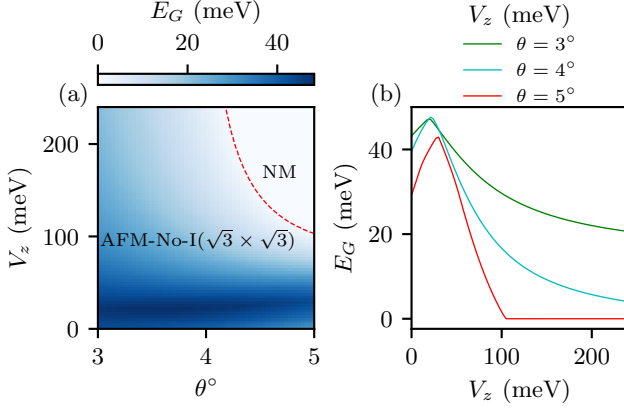 E_G (meV)
0 20 40
V_z
θ = 3°
θ = 4°
θ = 5°
(a)
(b)
V_z (meV)
200
100
0
NM
AFM-No-I(√3 × √3)
3 4 5
θ°
E_G (meV)
40
20
0
0 100 200
V_z (meV)